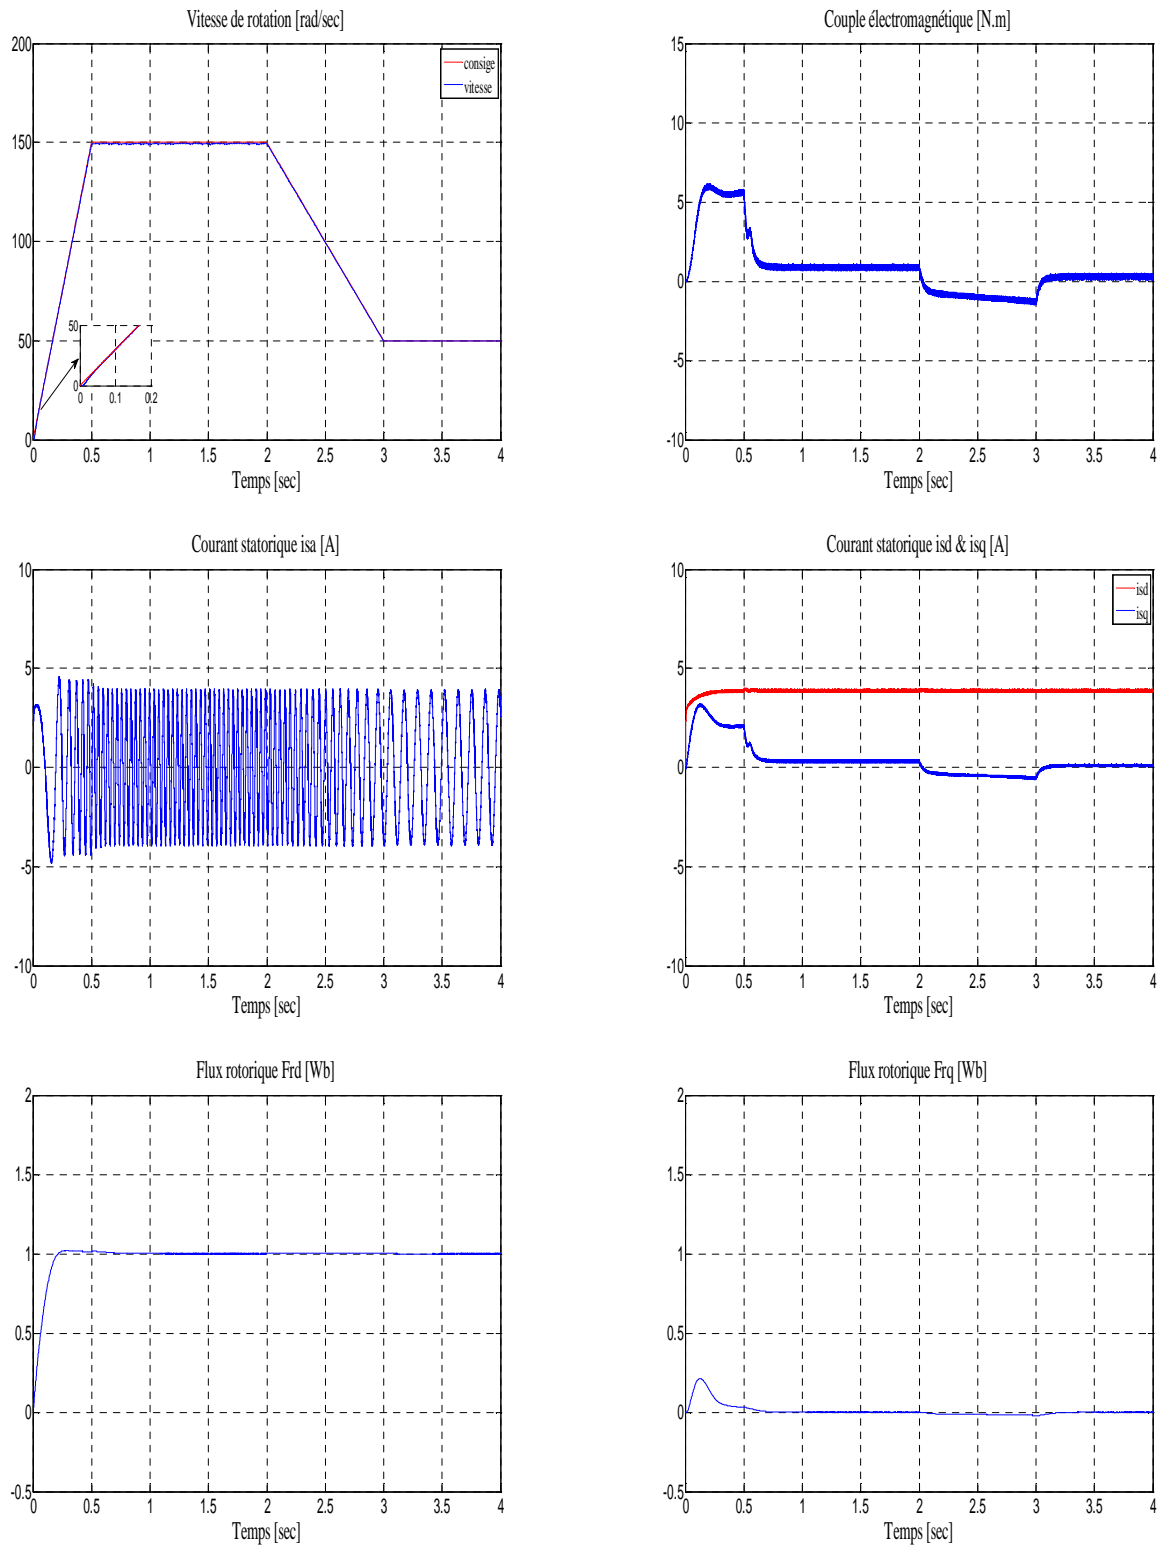 Vitesse de rotation [rad/sec]
200
150
100
50
0
consige
vitesse
50
0
0 0.1 0.2
0 0.5 1 1.5 2 2.5 3 3.5 4
Temps [sec]
Couple électromagnétique [N.m]
15
10
5
0
-5
-10
0 0.5 1 1.5 2 2.5 3 3.5 4
Temps [sec]
Courant statorique isa [A]
10
5
0
-5
-10
0 0.5 1 1.5 2 2.5 3 3.5 4
Temps [sec]
Courant statorique isd & isq [A]
10
5
0
-5
-10
isd
isq
0 0.5 1 1.5 2 2.5 3 3.5 4
Temps [sec]
Flux rotorique Frd [Wb]
2
1.5
1
0.5
0
-0.5
0 0.5 1 1.5 2 2.5 3 3.5 4
Temps [sec]
Flux rotorique Frq [Wb]
2
1.5
1
0.5
0
-0.5
0 0.5 1 1.5 2 2.5 3 3.5 4
Temps [sec]